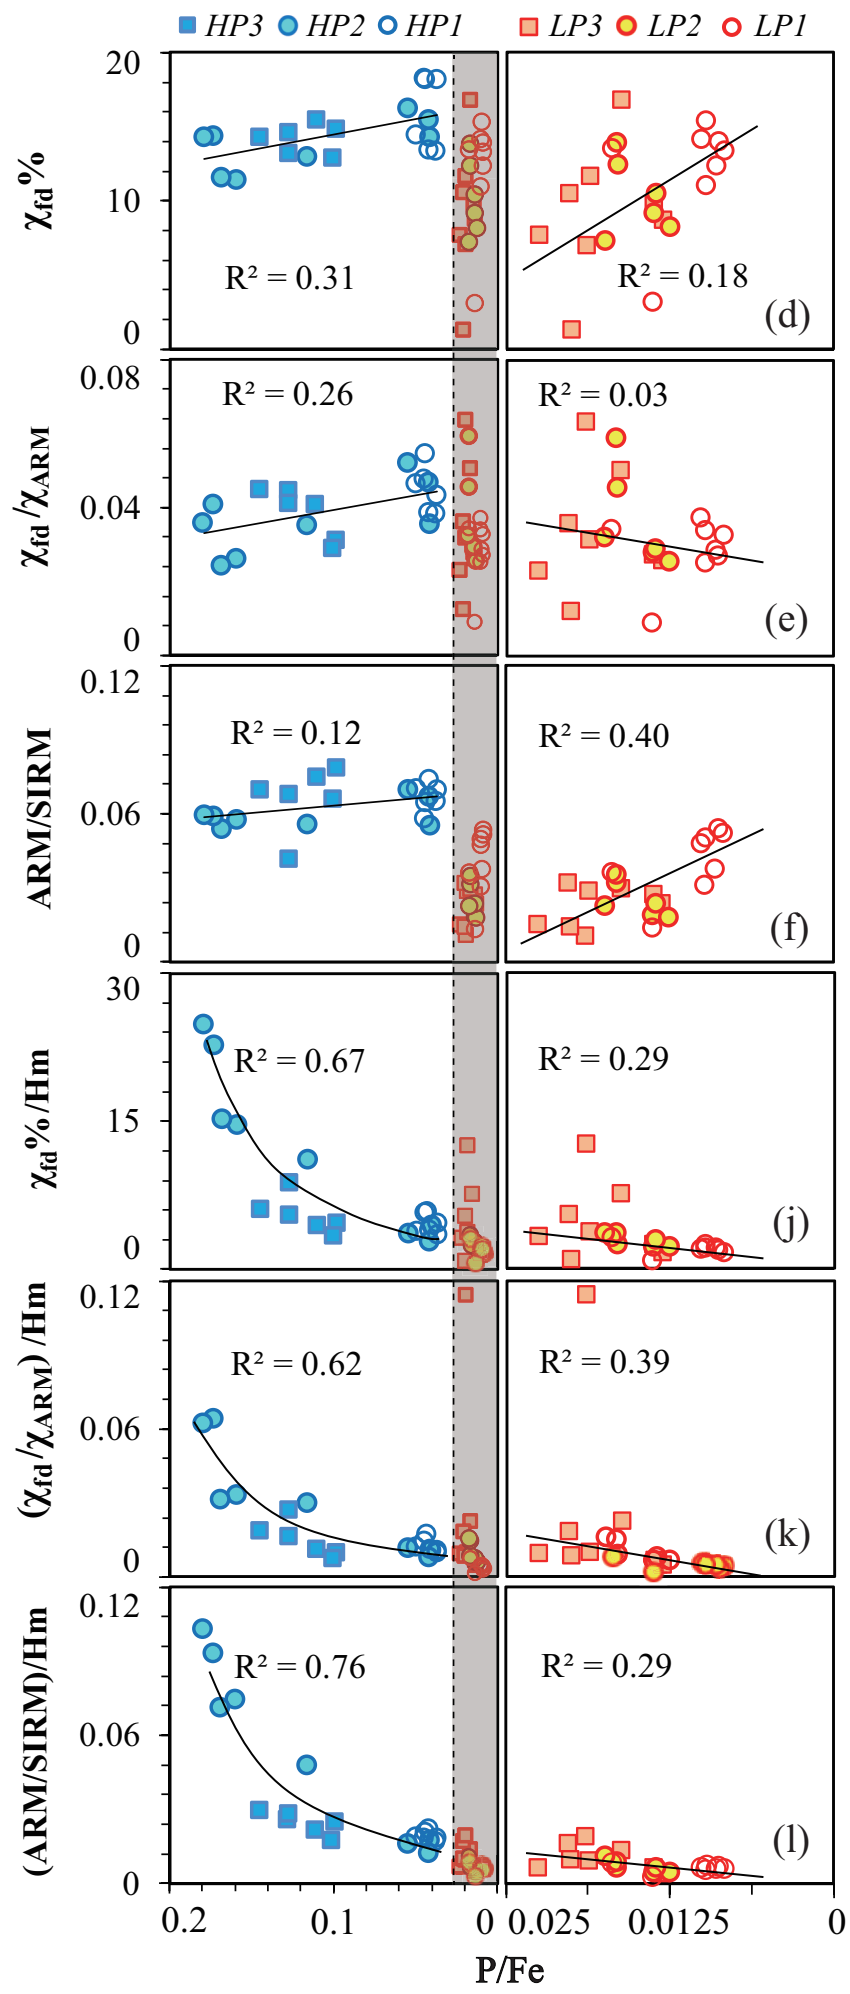 HP3 HP2 HP1 LP3 LP2 LP1
20
10
0
χfd%
R² = 0.31
R² = 0.18
(d)
0.08
0.04
0
χfd/χARM
R² = 0.26
R² = 0.03
(e)
0.12
0.06
0
ARM/SIRM
R² = 0.12
R² = 0.40
(f)
30
15
0
χfd%/Hm
R² = 0.67
R² = 0.29
(j)
0.12
0.06
0
(χfd/χARM) /Hm
R² = 0.62
R² = 0.39
(k)
0.12
0.06
0
(ARM/SIRM)/Hm
R² = 0.76
R² = 0.29
(l)
0.2 0.1 0 0.025 0.0125 0
P/Fe